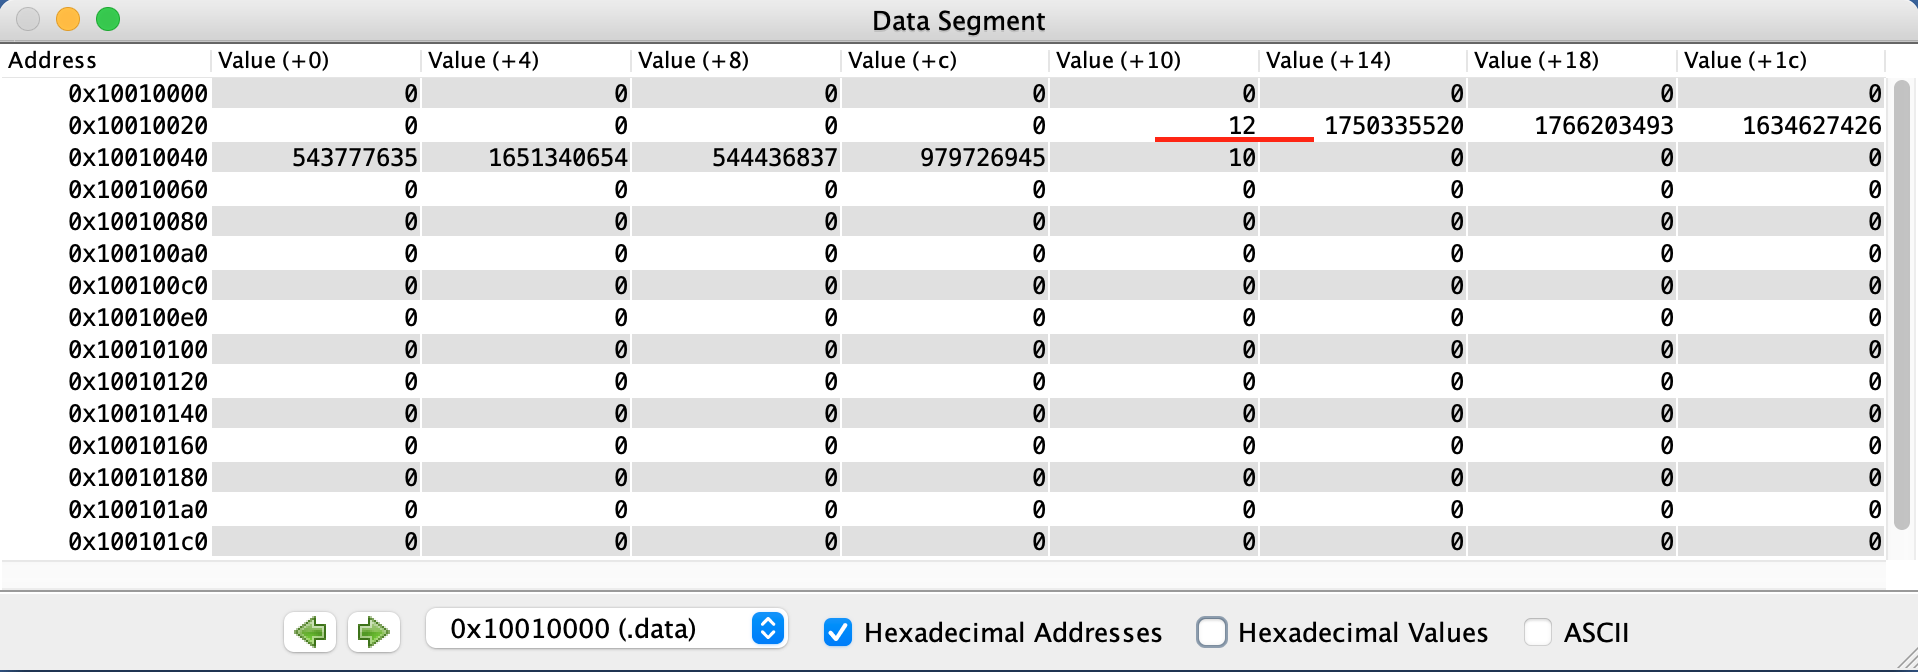 Data Segment
Address Value (+0) Value (+4) Value (+8) Value (+c) Value (+10) Value (+14) Value (+18) Value (+1c)
0x10010000 0 0 0 0 0 0 0 0
0x10010020 0 0 0 0 12 1750335520 1766203493 1634627426
0x10010040 543777635 1651340654 544436837 979726945 10 0 0 0
0x10010060 0 0 0 0 0 0 0 0
0x10010080 0 0 0 0 0 0 0 0
0x100100a0 0 0 0 0 0 0 0 0
0x100100c0 0 0 0 0 0 0 0 0
0x100100e0 0 0 0 0 0 0 0 0
0x10010100 0 0 0 0 0 0 0 0
0x10010120 0 0 0 0 0 0 0 0
0x10010140 0 0 0 0 0 0 0 0
0x10010160 0 0 0 0 0 0 0 0
0x10010180 0 0 0 0 0 0 0 0
0x100101a0 0 0 0 0 0 0 0 0
0x100101c0 0 0 0 0 0 0 0 0
0x10010000 (.data) Hexadecimal Addresses Hexadecimal Values ASCII